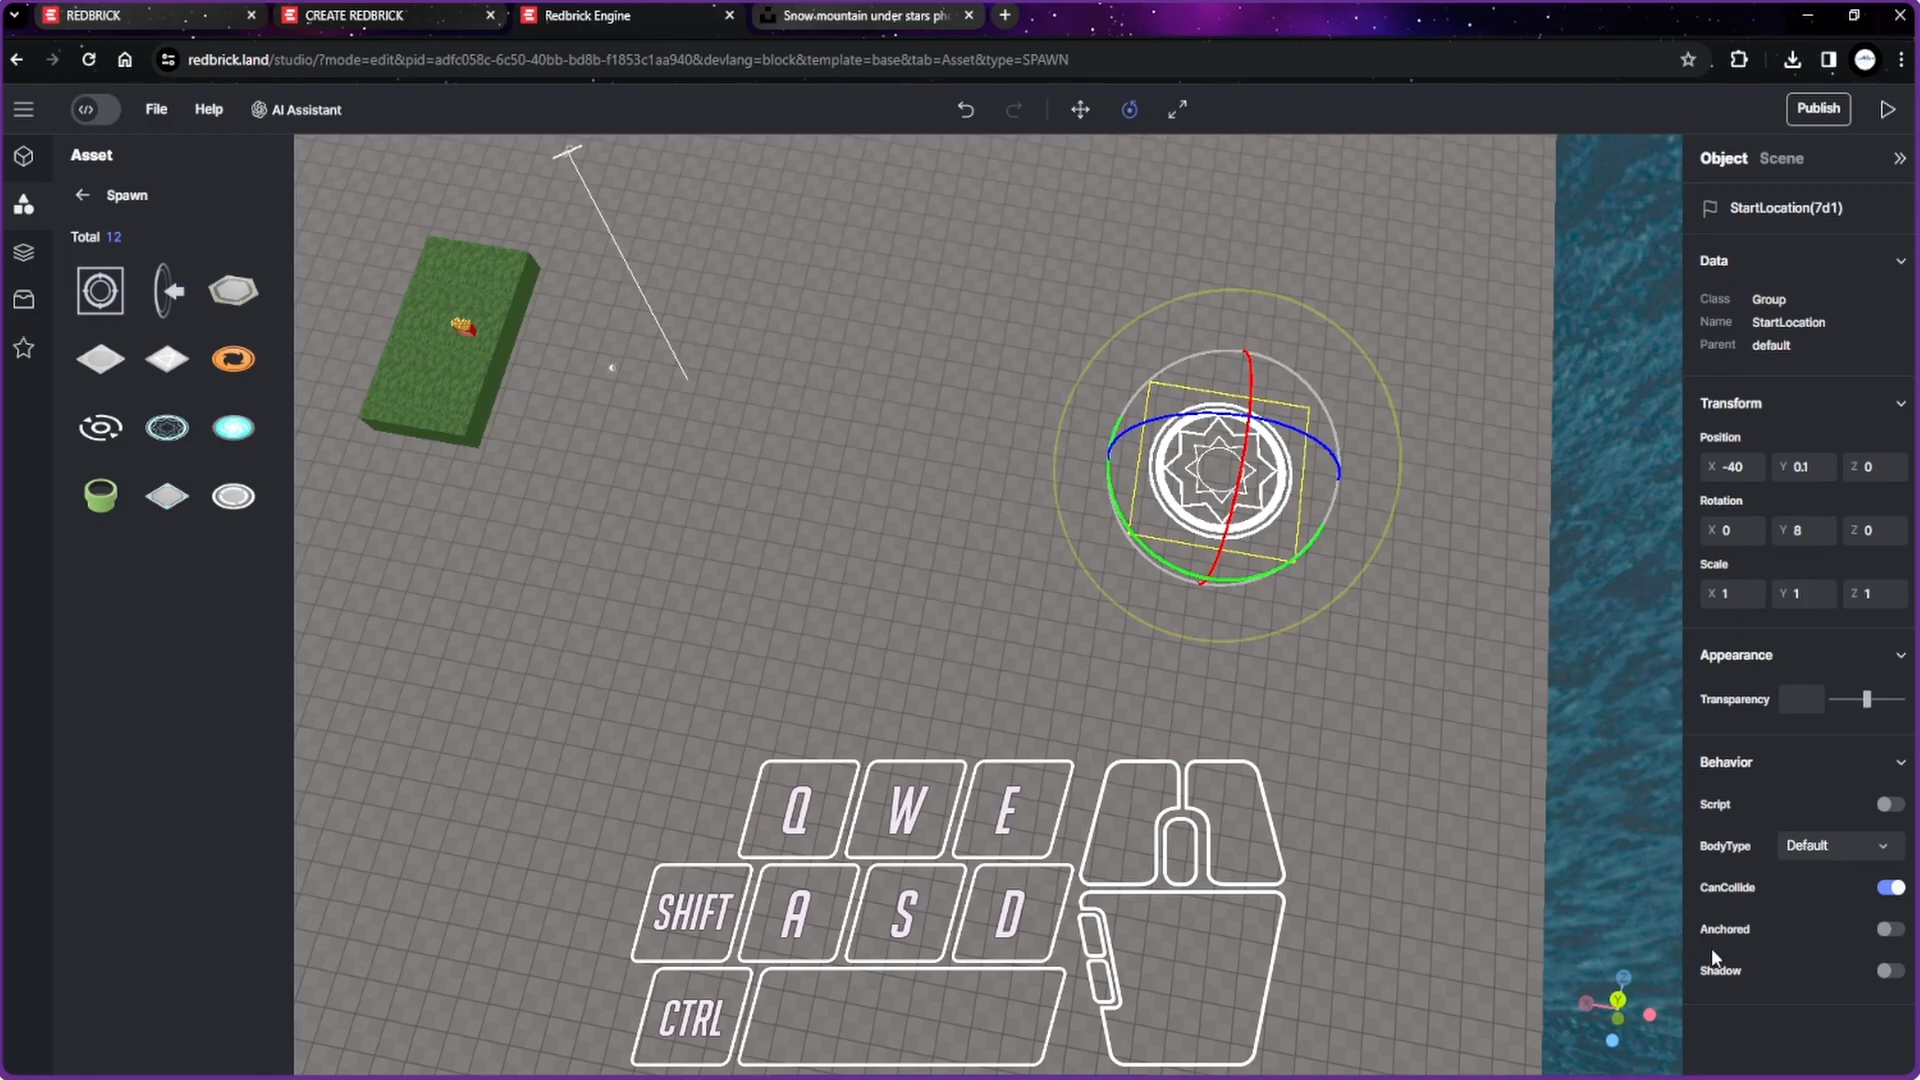 REDBRICK
CREATE REDBRICK
Redbrick Engine
Snow-mountain under stars ph
redbrick.land/studio/?mode=edit&pid=adfc058c-6c50-40bb-bd8b-f1853c1aa940&devlang=block&template=base&tab=Asset&type=SPAWN
File
Help
AI Assistant
Publish
Asset
Spawn
Total 12
Object
Scene
StartLocation(7d1)
Data
Class Group
Name StartLocation
Parent default
Transform
Position
X -40 Y 0.1 Z 0
Rotation
X 0 Y 8 Z 0
Scale
X 1 Y 1 Z 1
Appearance
Transparency
Behavior
Script
BodyType Default
CanCollide
Anchored
Shadow
Q W E
SHIFT A S D
CTRL
Z
X
Y